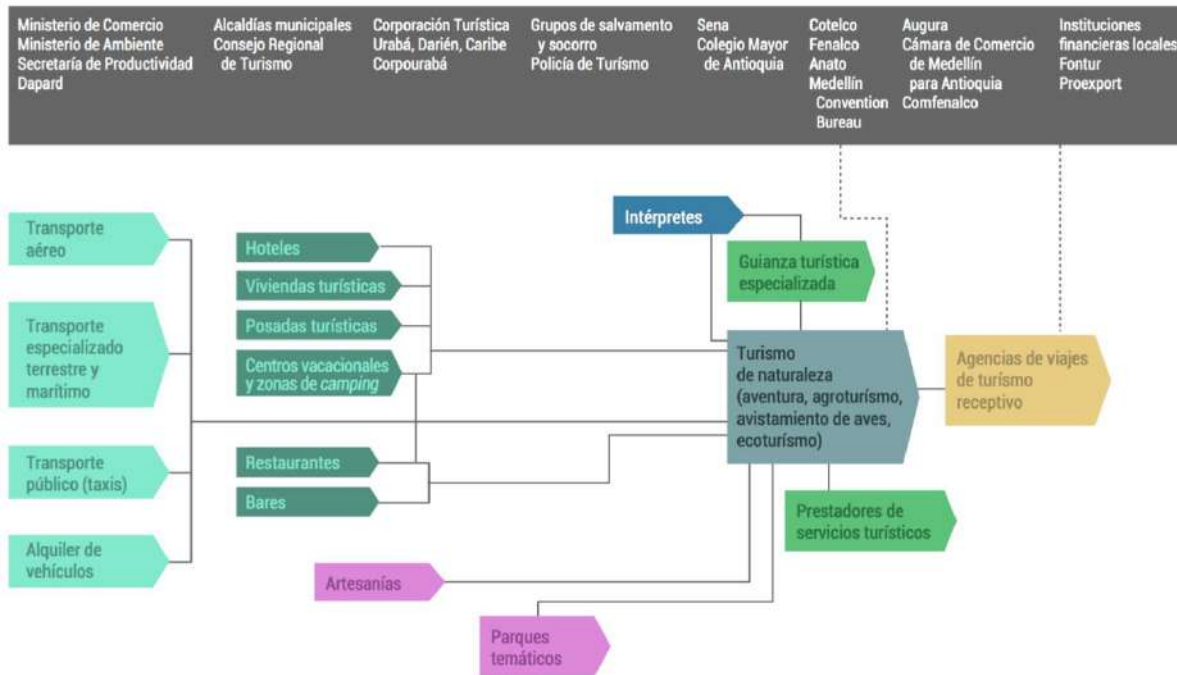 Ministerio de Comercio
Ministerio de Ambiente
Secretaría de Productividad
Dapard
Alcaldías municipales
Consejo Regional
de Turismo
Corporación Turística
Urabá, Darién, Caribe
Corpourabá
Grupos de salvamento
y socorro
Policía de Turísmo
Sena
Colegio Mayor
de Antioquia
Cotelco
Fenalco
Anato
Medellín
Convention
Bureau
Augura
Cámara de Comercio
de Medellín
para Antioquia
Comfenalco
Instituciones
financieras locales
Fontur
Proexport
Transporte
aéreo
Transporte
especializado
terrestre y
marítimo
Transporte
público (taxis)
Alquiler de
vehículos
Hoteles
Viviendas turísticas
Posadas turísticas
Centros vacacionales
y zonas de camping
Restaurantes
Bares
Artesanías
Parques
temáticos
Intérpretes
Guianza turística
especializada
Turismo
de naturaleza
(aventura, agroturísmo,
avistamiento de aves,
ecoturísmo)
Prestadores de
servicios turísticos
Agencias de viajes
de turismo
receptivo